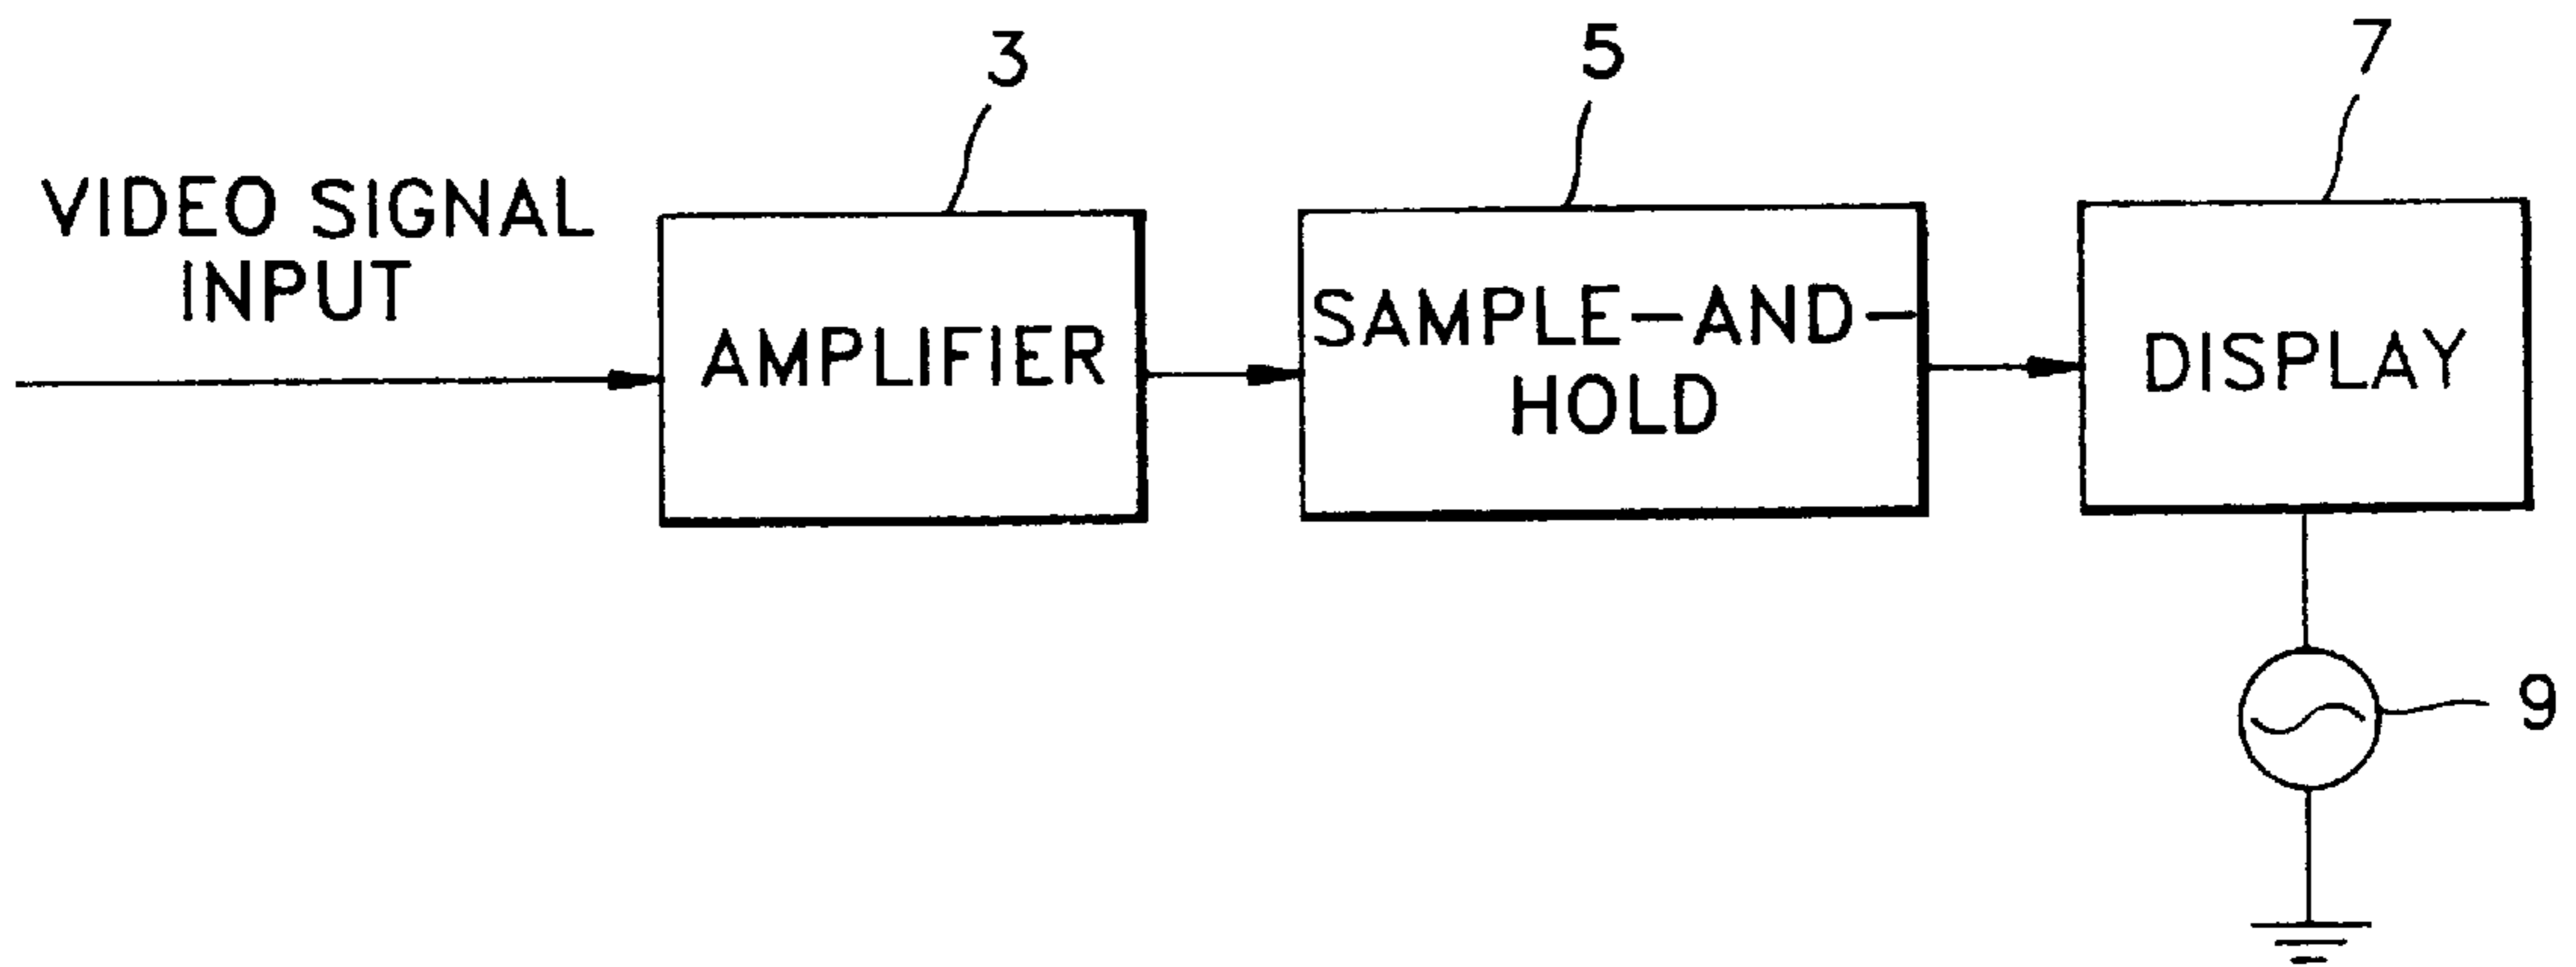 3
5
7
VIDEO SIGNAL
INPUT
AMPLIFIER
SAMPLE-AND-
HOLD
DISPLAY
9